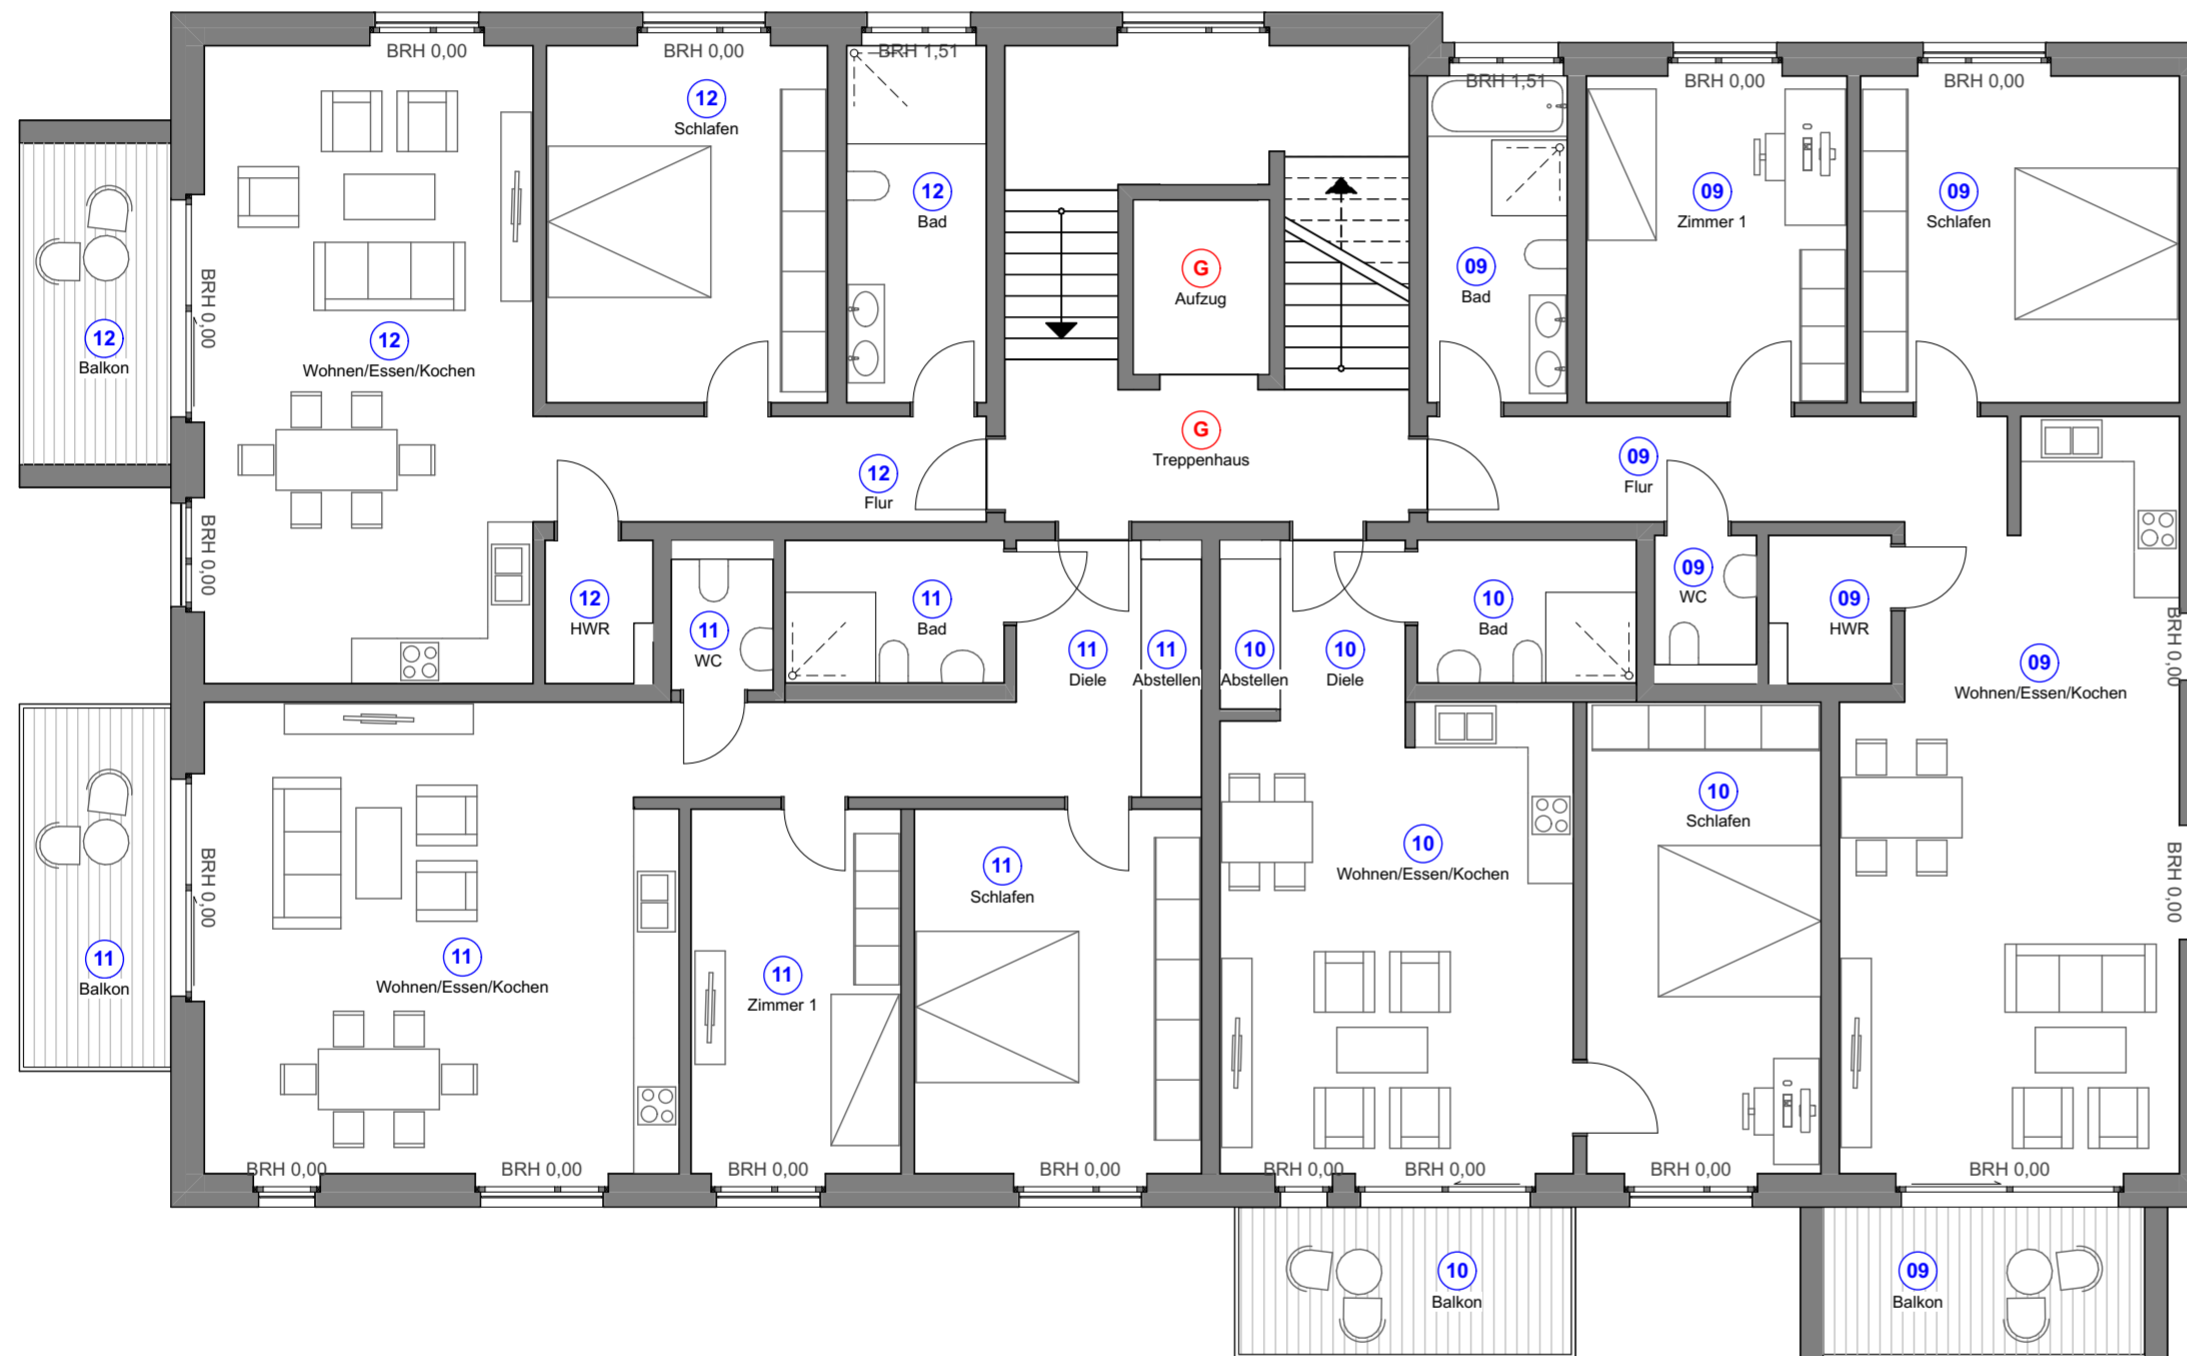 BRH 0,00
BRH 0,00
BRH 1,51
BRH 1,51
BRH 0,00
BRH 0,00
12
Schlafen
12
Bad
09
Zimmer 1
09
Schlafen
G
Aufzug
09
Bad
BRH 0,00
12
Balkon
12
Wohnen/Essen/Kochen
G
Treppenhaus
12
Flur
09
Flur
BRH 0,00
12
HWR
11
WC
11
Bad
11
Diele
11
Abstellen
10
Abstellen
10
Diele
10
Bad
09
WC
09
HWR
09
Wohnen/Essen/Kochen
BRH 0,00
BRH 0,00
BRH 0,00
11
Balkon
11
Wohnen/Essen/Kochen
11
Zimmer 1
11
Schlafen
10
Wohnen/Essen/Kochen
10
Schlafen
BRH 0,00
BRH 0,00
BRH 0,00
BRH 0,00
BRH 0,00
BRH 0,00
BRH 0,00
BRH 0,00
10
Balkon
09
Balkon